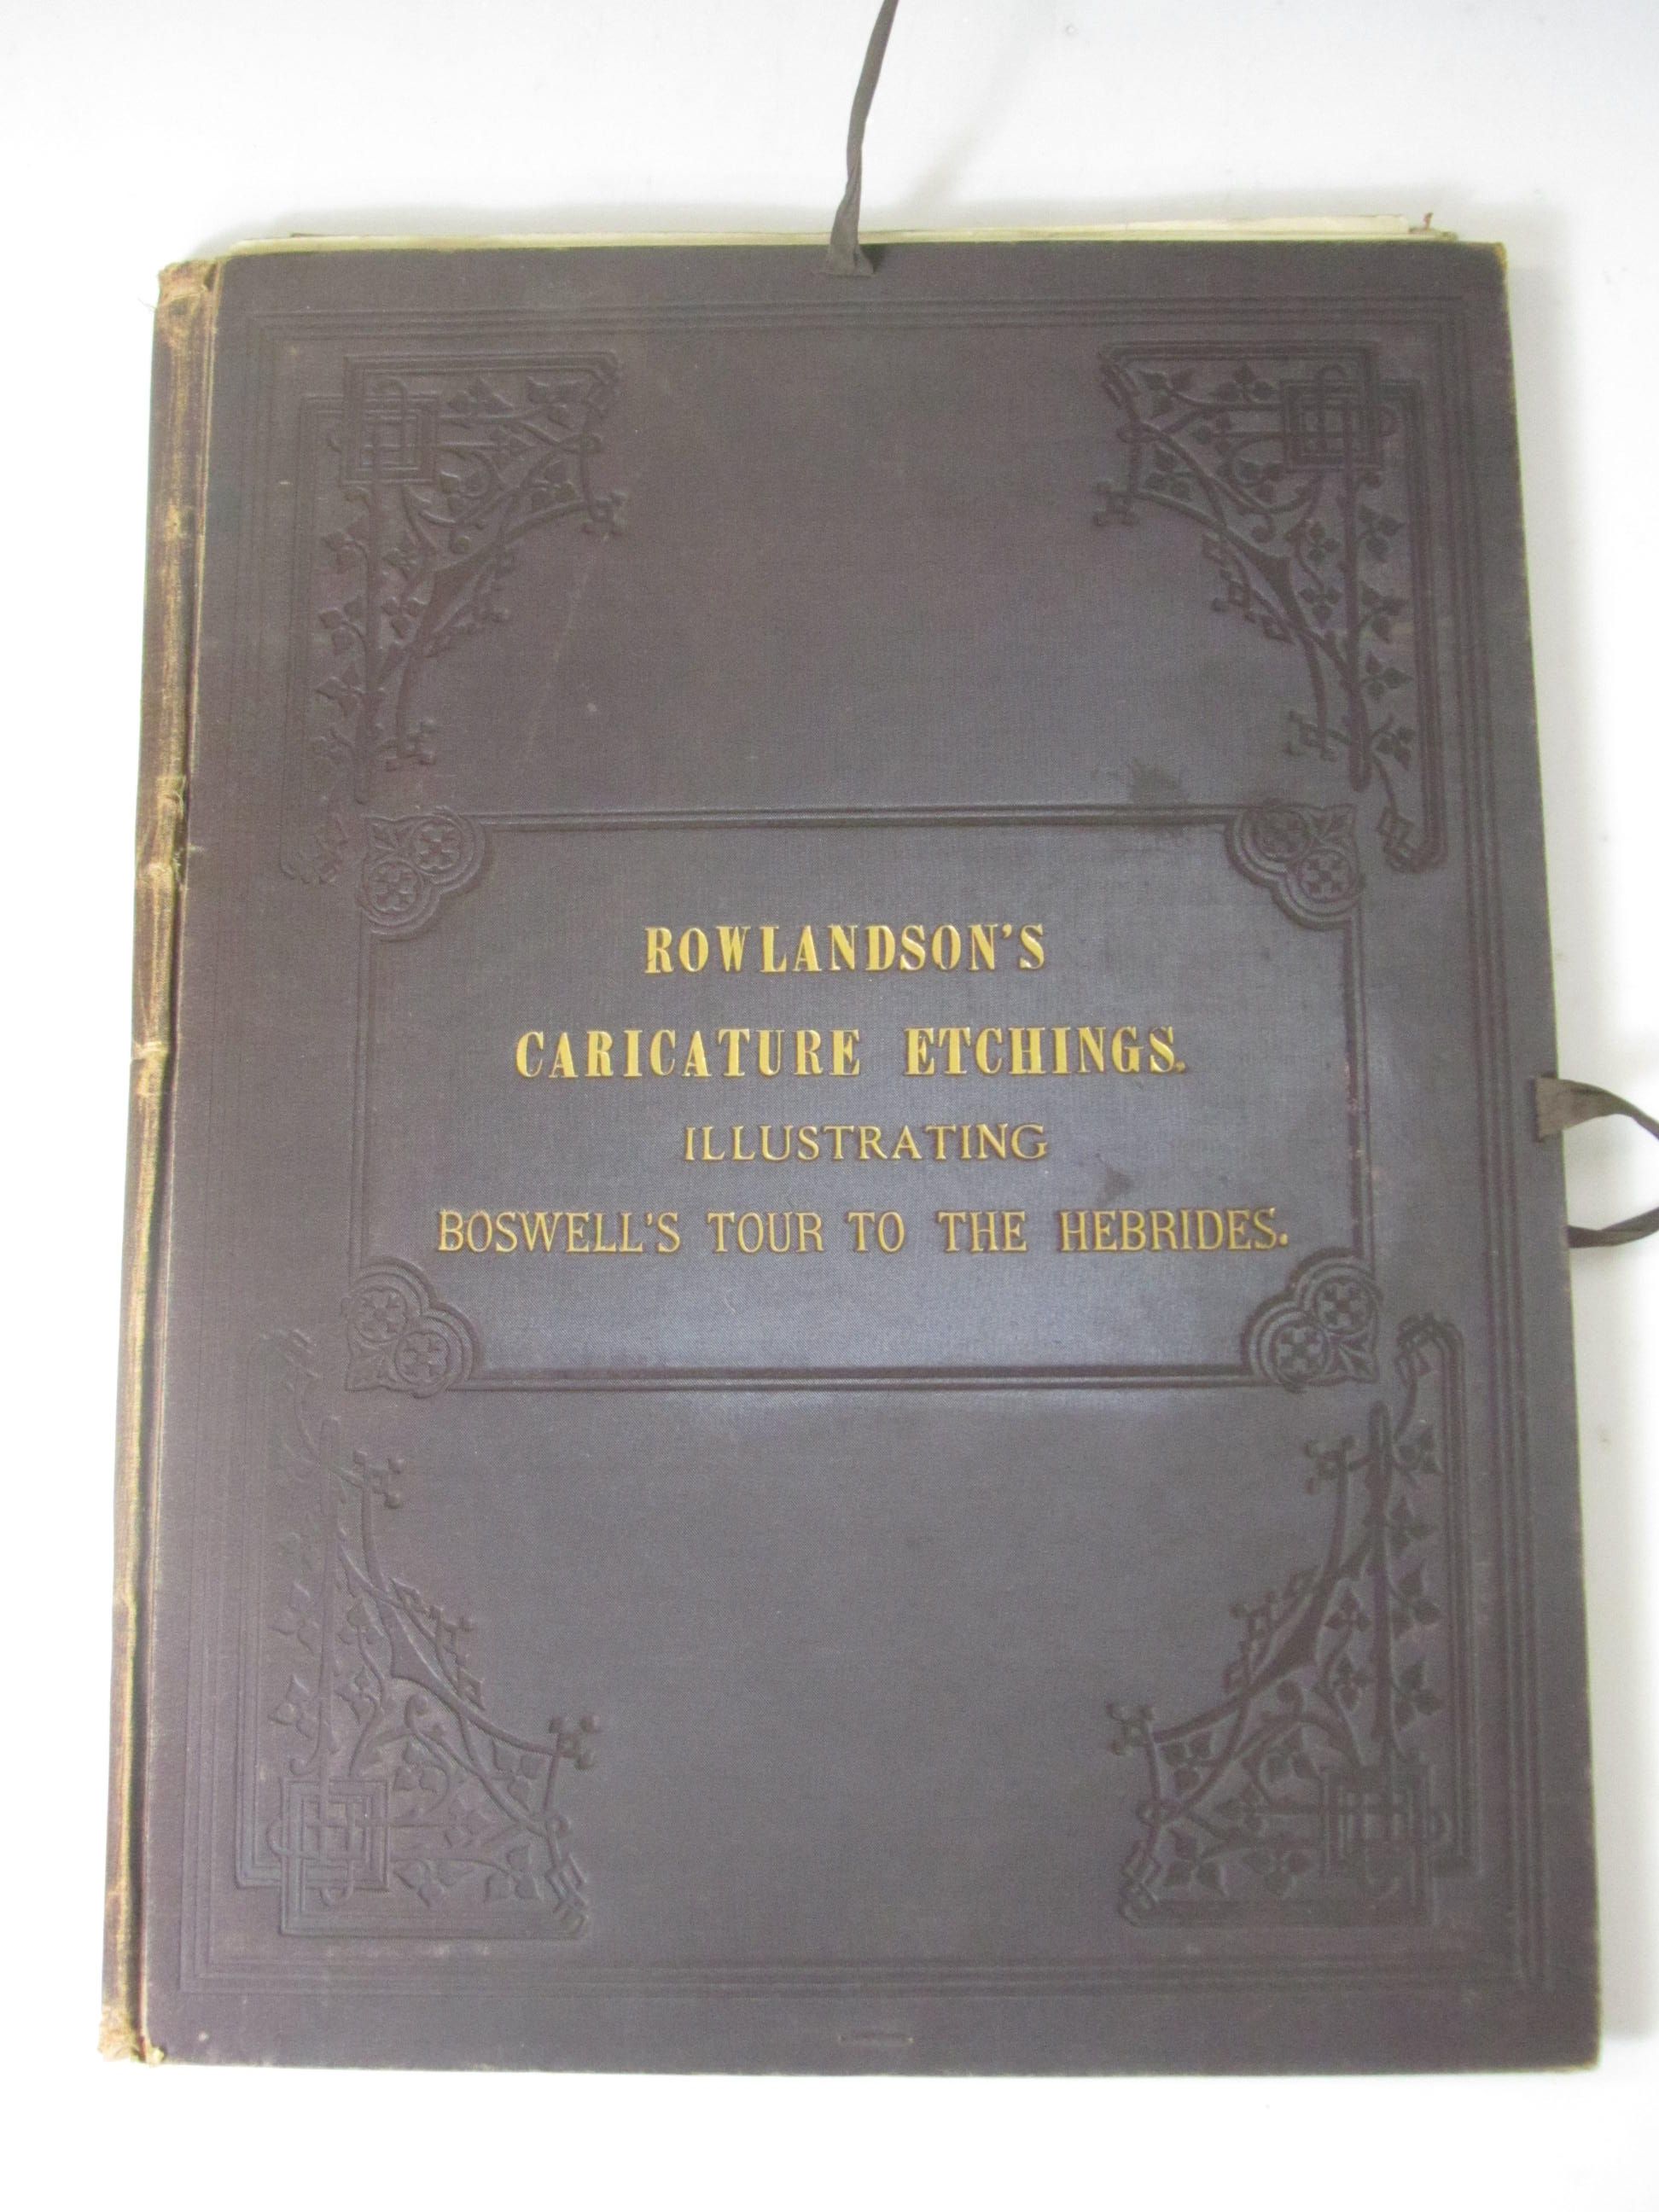 ROWLANDSON'S
CARICATURE ETCHINGS.
ILLUSTRATING
BOSWELL'S TOUR TO THE HEBRIDES.